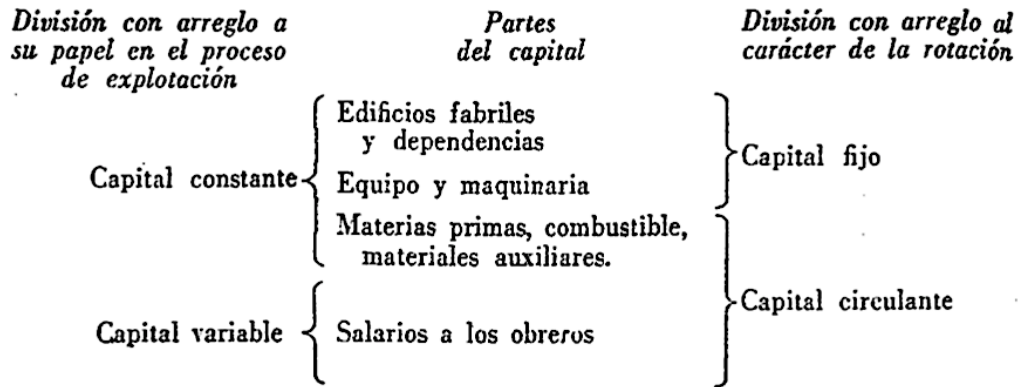 División con arreglo a
su papel en el proceso
de explotación
Partes
del capital
División con arreglo al
carácter de la rotación
Capital constante
Edificios fabriles
y dependencias
Equipo y maquinaria
Materias primas, combustible,
materiales auxiliares.
Capital fijo
Capital variable
Salarios a los obreros
Capital circulante